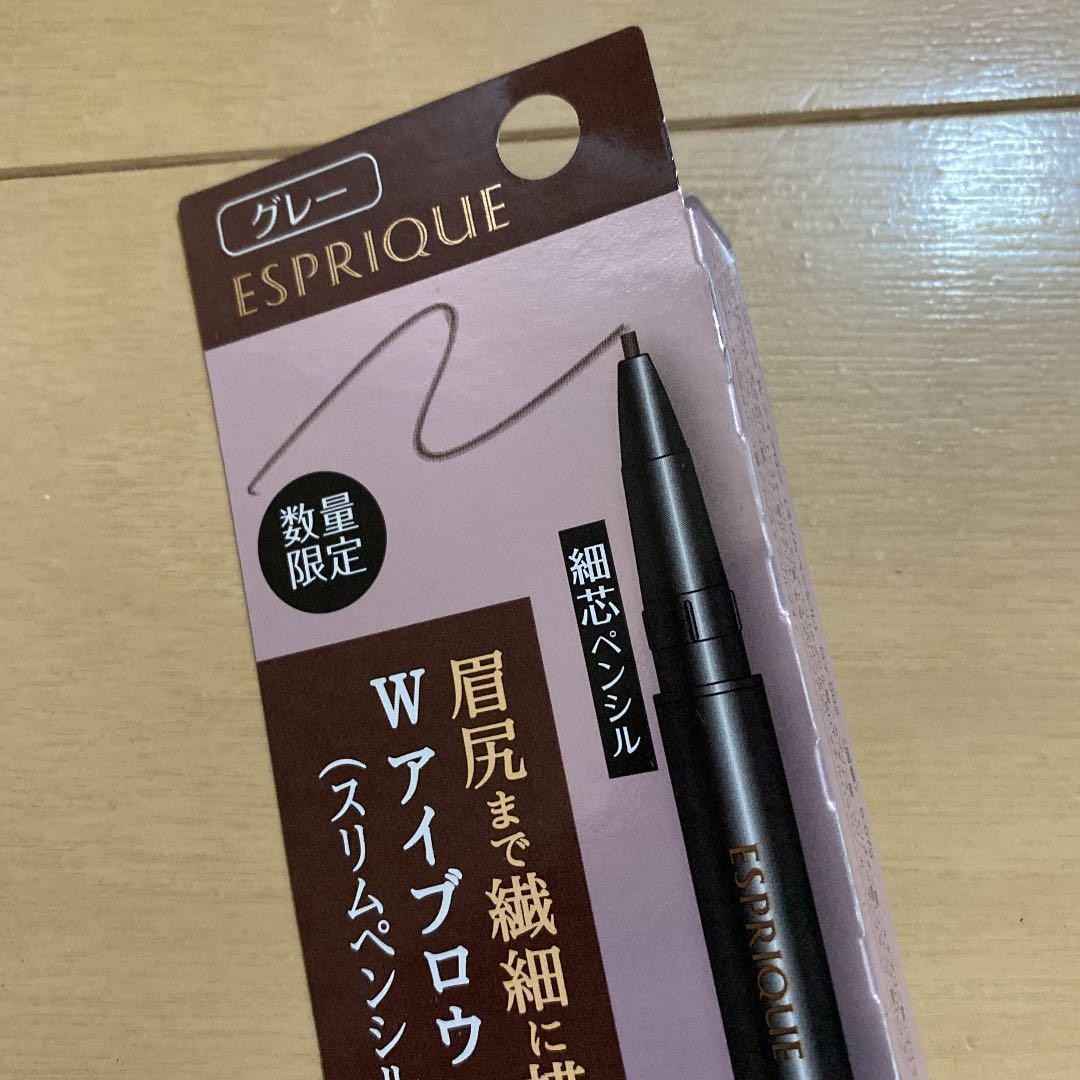 グレー
ESPRIQUE
数量
限定
細芯ペンシル
眉尻まで繊細に
Wアイブロウ
(スリムペンシル
ESPRIQUE